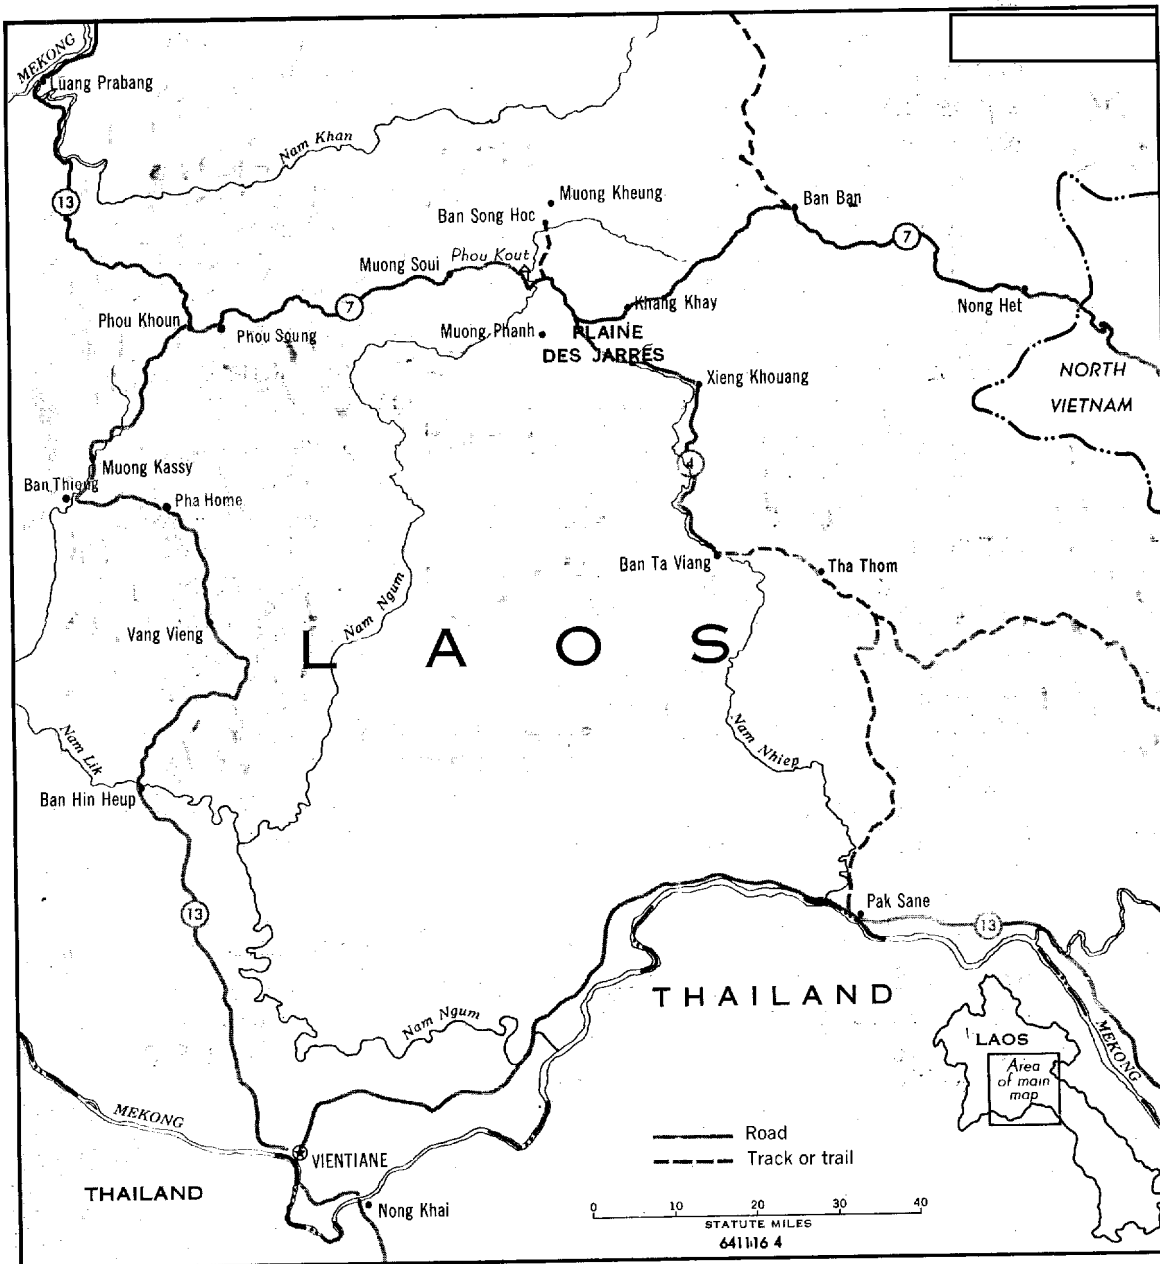 MEKONG
Luang Prabang
Nam Khan
13
Muong Kheung
Ban Song Hoc
Ban Ban
7
Phou Kout
Muong Soui
7
Khang Khay
Nong Het
Phou Khoun
Phou Soung
Muong Phanh
PLAINE
DES JARRES
NORTH
VIETNAM
Xieng Khouang
4
Muong Kassy
Ban Thieng
Pha Home
Ban Ta Viang
Tha Thom
Nam Ngum
Vang Vieng
LAOS
Nam Lik
Nam Nhiep
Ban Hin Heup
13
Pak Sane
13
THAILAND
Nam Ngum
MEKONG
LAOS
Area
of main
map
MEKONG
Road
Track or trail
VIENTIANE
THAILAND
Nong Khai
0 10 20 30 40
STATUTE MILES
641116 4